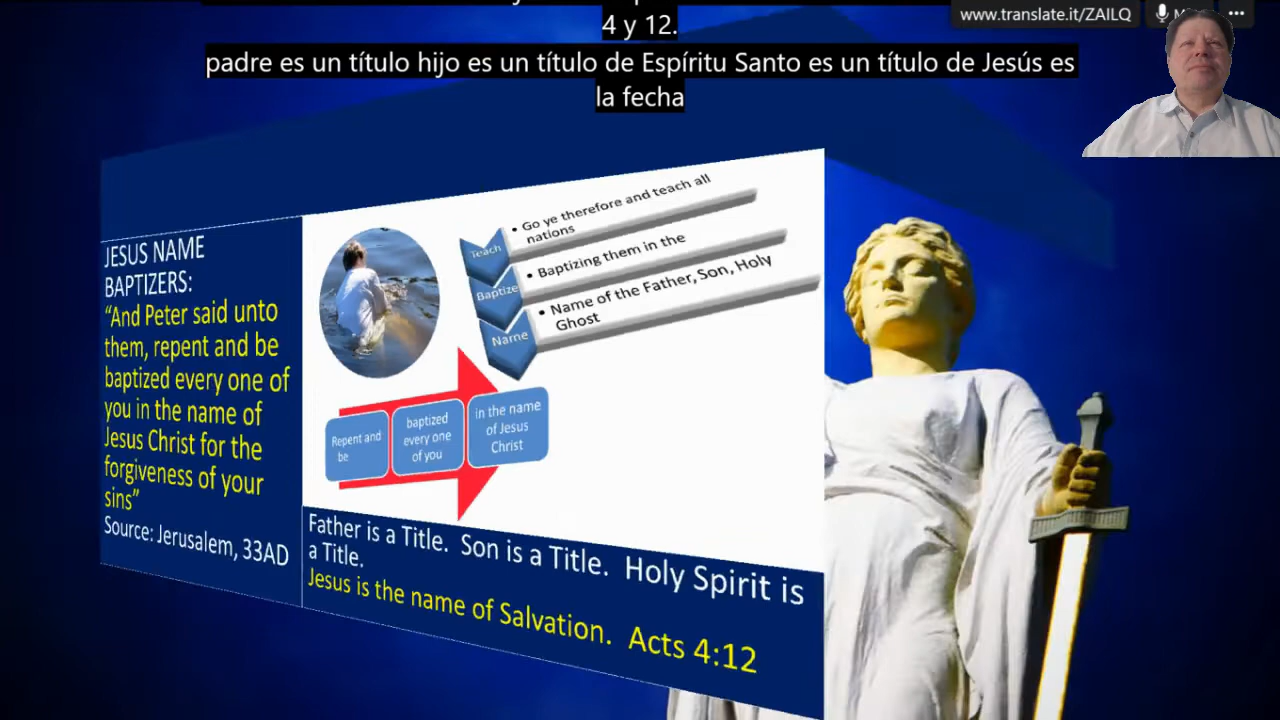 www.translate.it/ZAILQ
4 y 12.
padre es un título hijo es un título de Espíritu Santo es un título de Jesús es
la fecha
JESUS NAME
BAPTIZERS:
“And Peter said unto
them, repent and be
baptized every one of
you in the name of
Jesus Christ for the
forgiveness of your
sins”
Source: Jerusalem, 33AD
Teach
• Go ye therefore and teach all
nations
Baptize
• Baptizing them in the
Name
• Name of the Father, Son, Holy
Ghost
Repent and
be
baptized
every one
of you
in the name
of Jesus
Christ
Father is a Title. Son is a Title. Holy Spirit is
a Title.
Jesus is the name of Salvation. Acts 4:12